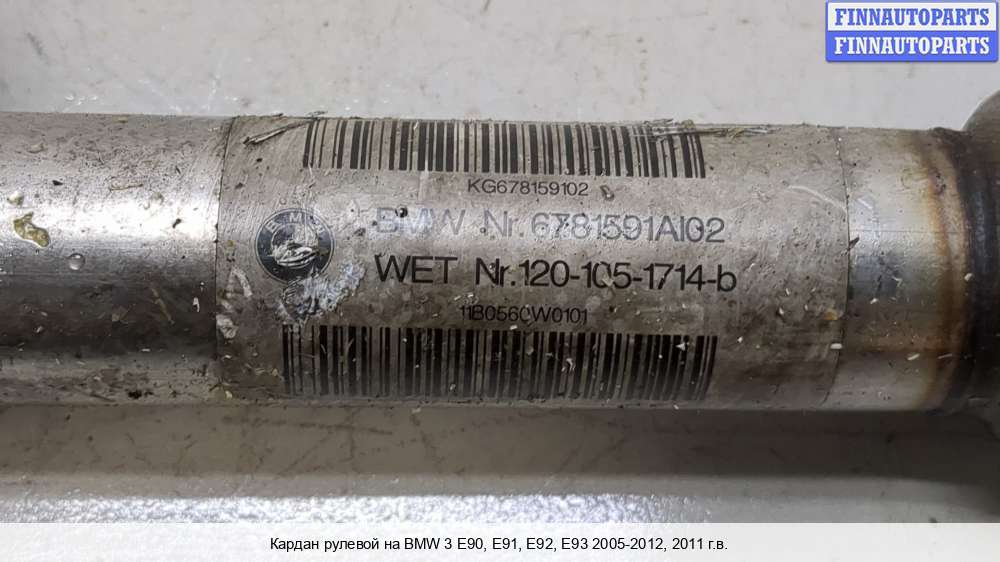 FINNAUTOPARTS
FINNAUTOPARTS
KG678159102
BMW Nr. 6781591AI02
WET Nr. 120-105-1714-b
11B0560W0101
Кардан рулевой на BMW 3 E90, E91, E92, E93 2005-2012, 2011 г.в.